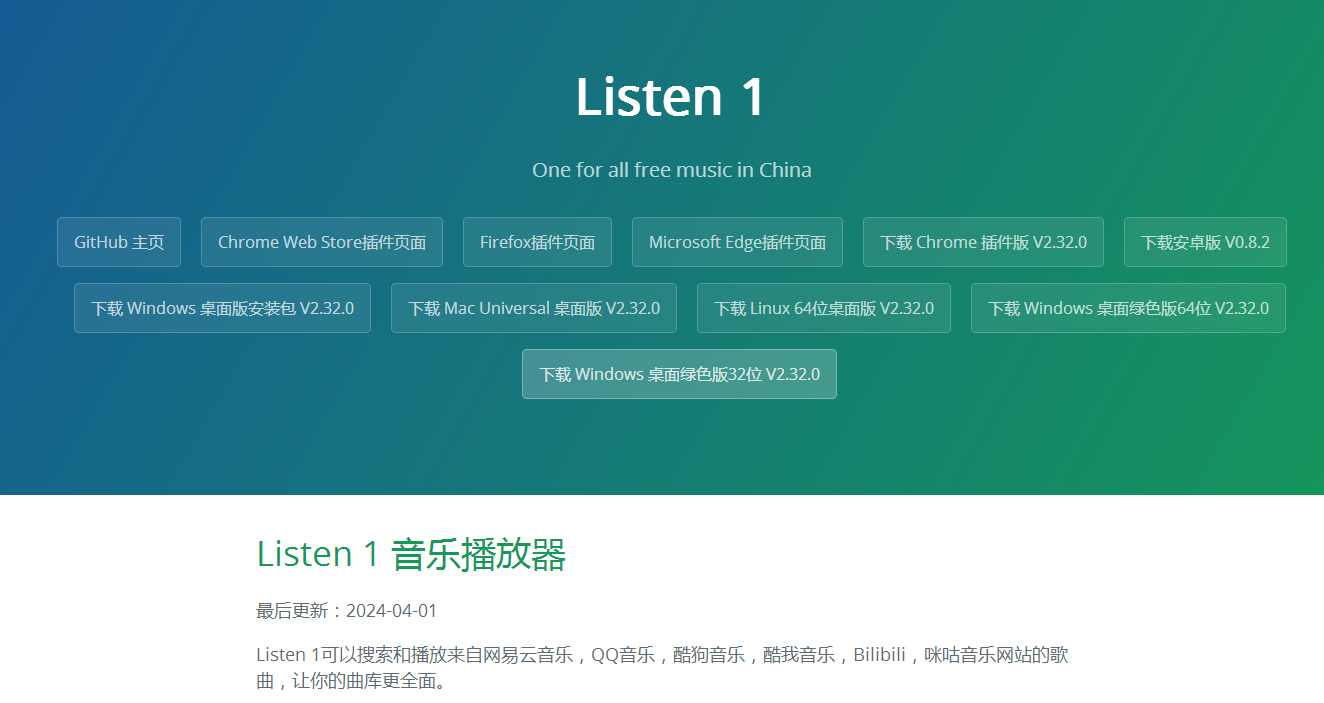 Listen 1
One for all free music in China
GitHub 主页
Chrome Web Store插件页面
Firefox插件页面
Microsoft Edge插件页面
下载 Chrome 插件版 V2.32.0
下载安卓版 V0.8.2
下载 Windows 桌面版安装包 V2.32.0
下载 Mac Universal 桌面版 V2.32.0
下载 Linux 64位桌面版 V2.32.0
下载 Windows 桌面绿色版64位 V2.32.0
下载 Windows 桌面绿色版32位 V2.32.0
Listen 1 音乐播放器
最后更新：2024-04-01
Listen 1可以搜索和播放来自网易云音乐，QQ音乐，酷狗音乐，酷我音乐，Bilibili，咪咕音乐网站的歌
曲，让你的曲库更全面。